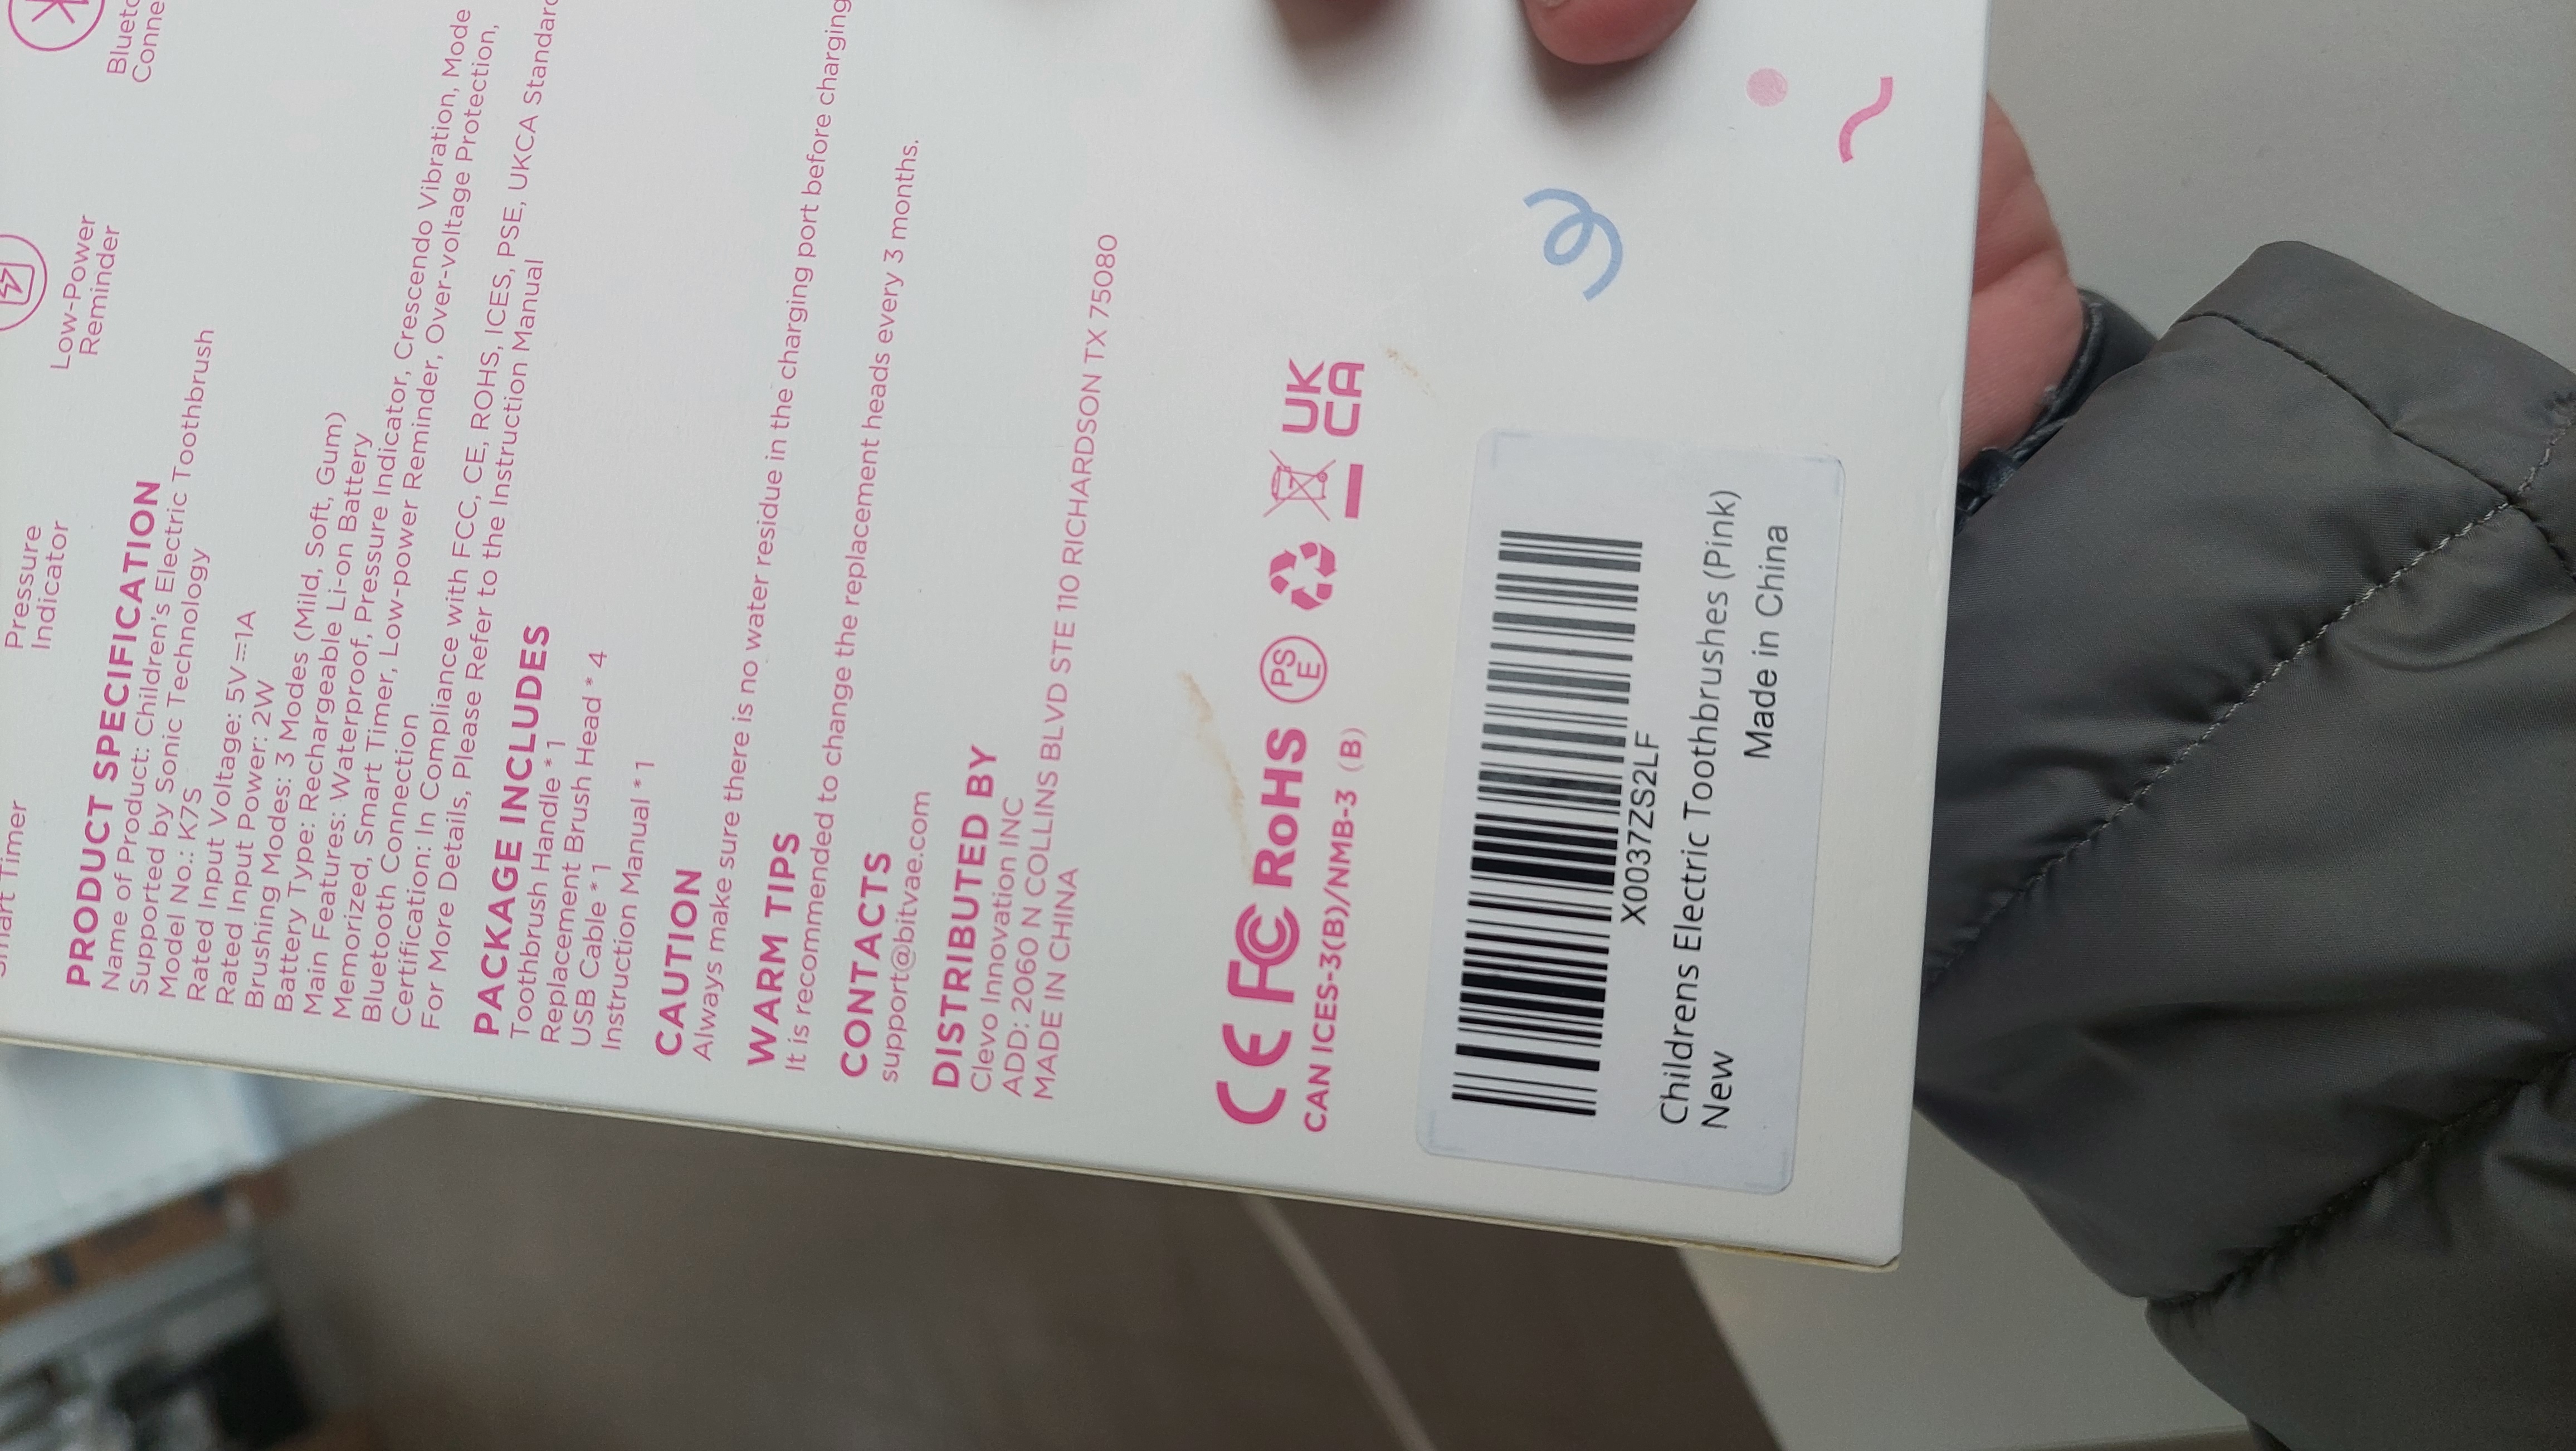 Smart Timer
Pressure
Indicator
Low-Power
Reminder
PRODUCT SPECIFICATION
Name of Product: Children's Electric Toothbrush
Supported by Sonic Technology
Model No.: K7S
Rated Input Voltage: 5V⎓1A
Rated Input Power: 2W
Brushing Modes: 3 Modes (Mild, Soft, Gum)
Battery Type: Rechargeable Li-on Battery
Main Features: Waterproof, Pressure Indicator, Crescendo Vibration, Mode
Memorized, Smart Timer, Low-power Reminder, Over-voltage Protection,
Bluetooth Connection
Certification: In Compliance with FCC, CE, ROHS, ICES, PSE, UKCA Standard
For More Details, Please Refer to the Instruction Manual
PACKAGE INCLUDES
Toothbrush Handle * 1
Replacement Brush Head * 4
USB Cable * 1
Instruction Manual * 1
CAUTION
Always make sure there is no water residue in the charging port before charging
WARM TIPS
It is recommended to change the replacement heads every 3 months.
CONTACTS
support@bitvae.com
DISTRIBUTED BY
Clevo Innovation INC
ADD: 2060 N COLLINS BLVD STE 110 RICHARDSON TX 75080
MADE IN CHINA
CE FC RoHS PSE UKCA
CAN ICES-3(B)/NMB-3 (B)
X0037ZS2LF
Childrens Electric Toothbrushes (Pink)
New
Made in China